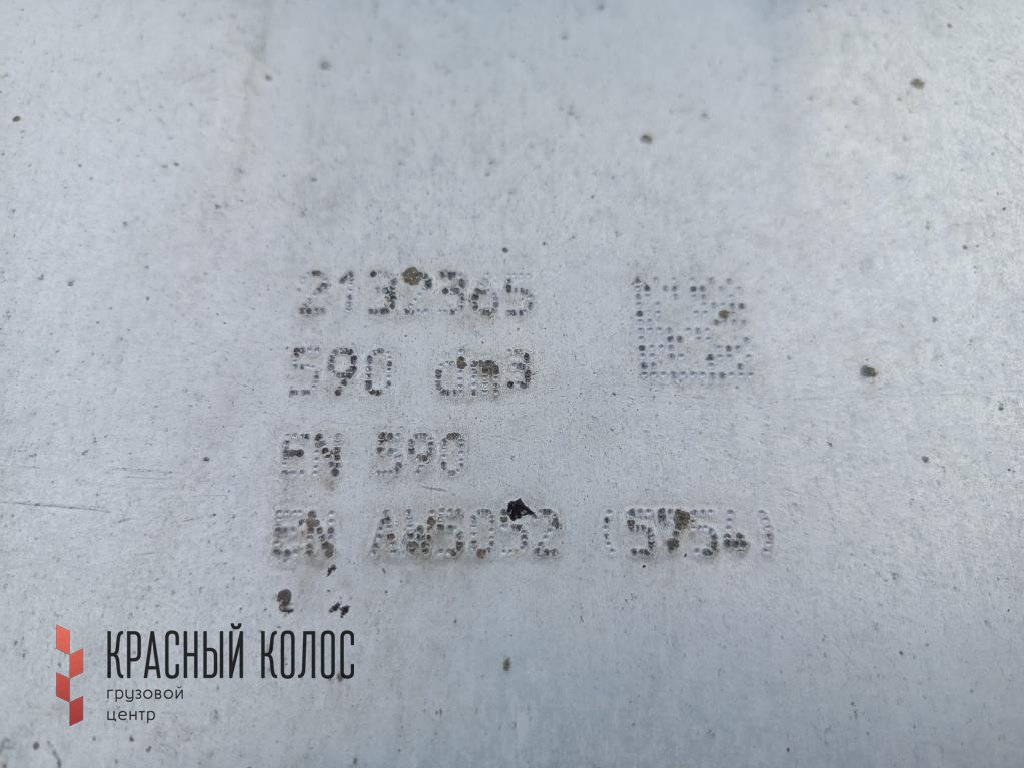 2132365
590 dm3
EN 590
EN AW5052 (5754)
КРАСНЫЙ КОЛОС
грузовой
центр